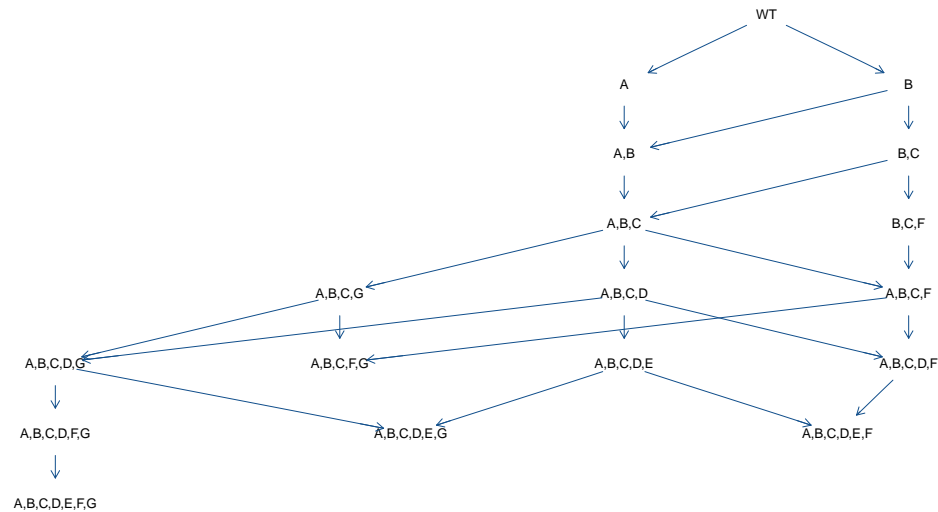 WT
A
B
A,B
B,C
A,B,C
B,C,F
A,B,C,G
A,B,C,D
A,B,C,F
A,B,C,D,G
A,B,C,F,G
A,B,C,D,E
A,B,C,D,F
A,B,C,D,F,G
A,B,C,D,E,G
A,B,C,D,E,F
A,B,C,D,E,F,G